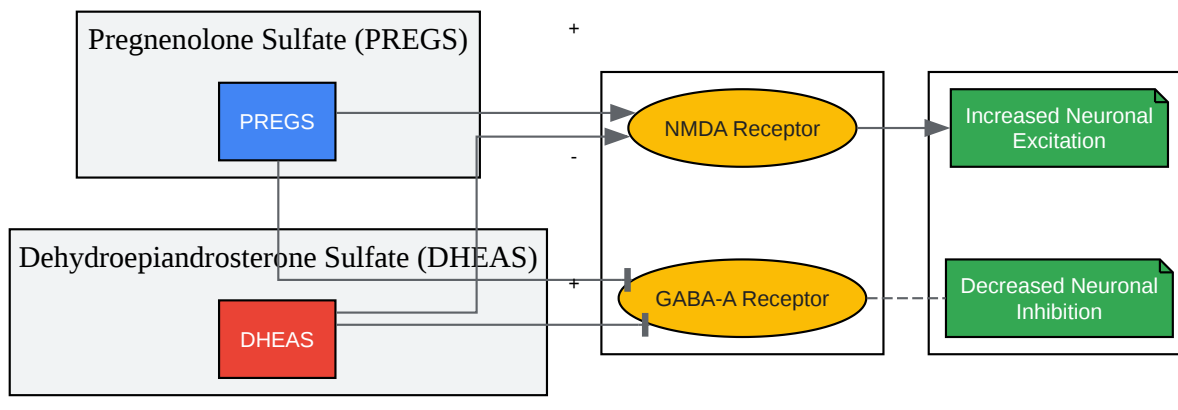 Pregnenolone Sulfate (PREGS)
PREGS
Dehydroepiandrosterone Sulfate (DHEAS)
DHEAS
+
-
+
NMDA Receptor
GABA-A Receptor
Increased Neuronal
Excitation
Decreased Neuronal
Inhibition